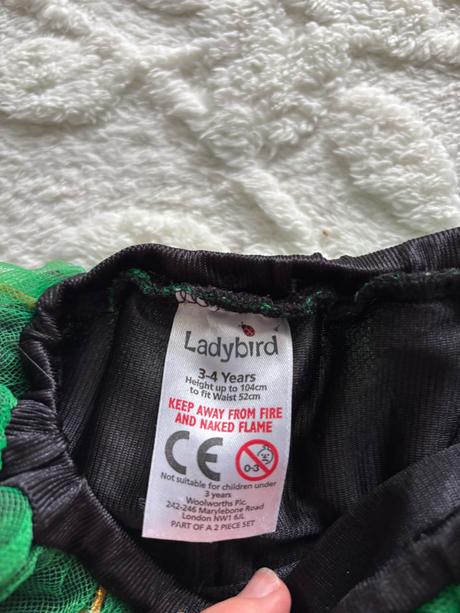 Ladybird
3-4 Years
Height up to 104cm
to fit Waist 52cm
KEEP AWAY FROM FIRE
AND NAKED FLAME
CE
0-3
Not suitable for children under
3 years
Woolworths Plc.
242-246 Marylebone Road
London NW1 6JL
PART OF A 2 PIECE SET